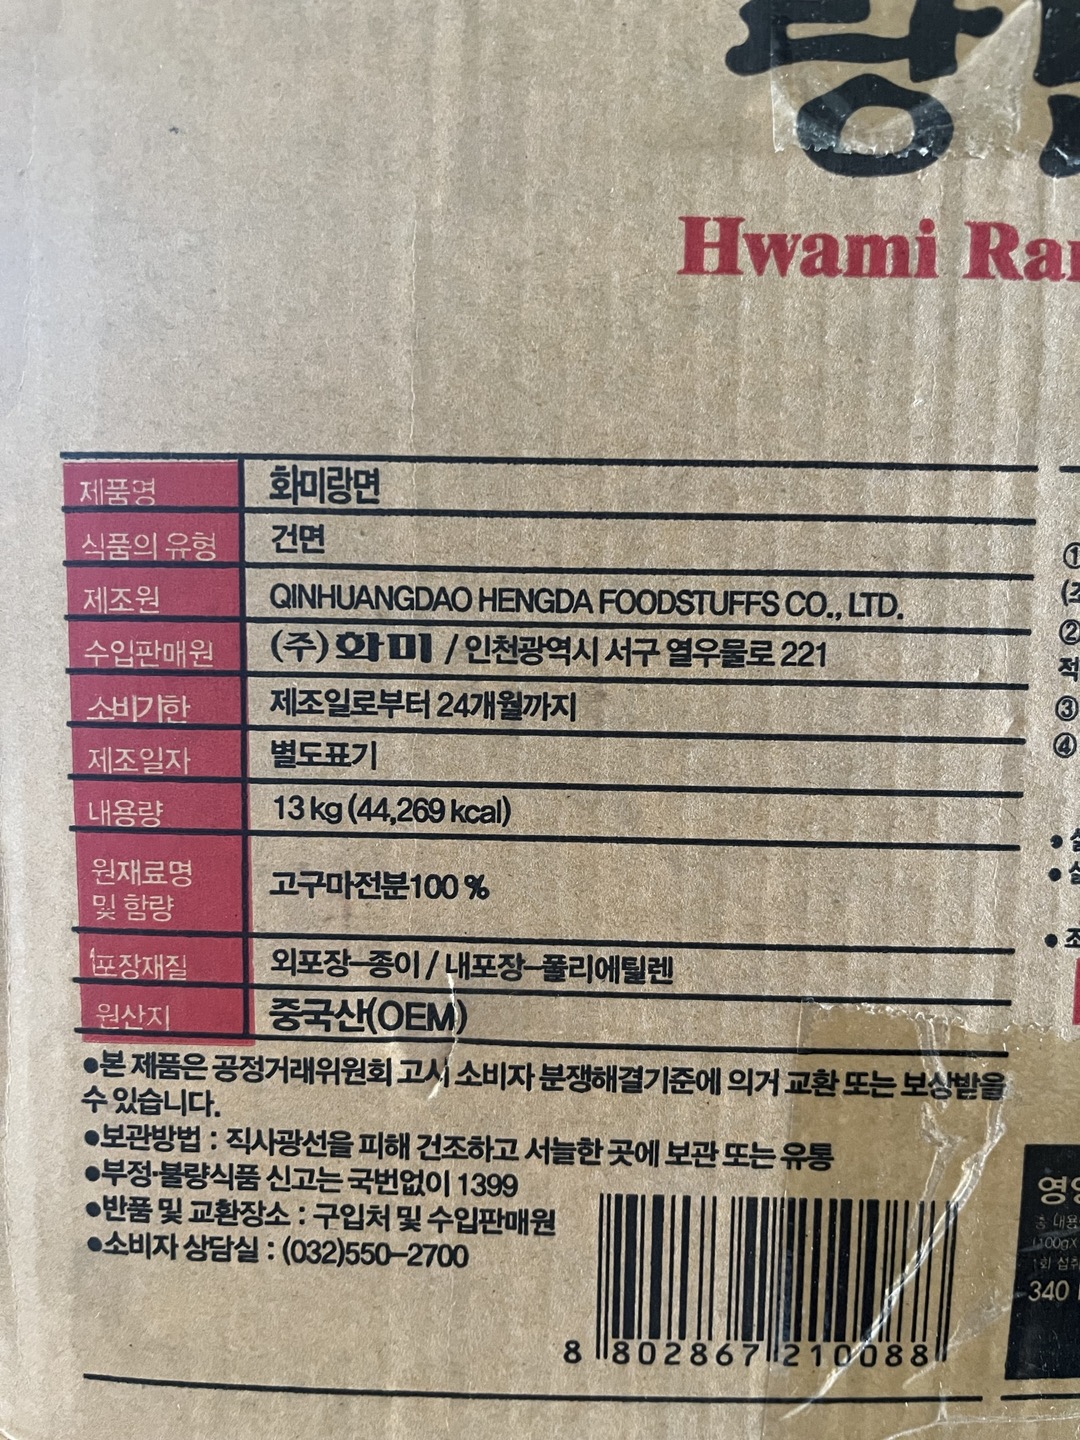 당
Hwami
제품명 화미랑면
식품의 유형 건면
제조원 QINHUANGDAO HENGDA FOODSTUFFS CO., LTD.
수입판매원 (주)화미 / 인천광역시 서구 열우물로 221
소비기한 제조일로부터 24개월까지
제조일자 별도표기
내용량 13 kg (44,269 kcal)
원재료명
및 함량 고구마전분100 %
포장재질 외포장–종이 / 내포장–폴리에틸렌
원산지 중국산(OEM)
●본 제품은 공정거래위원회 고시 소비자 분쟁해결기준에 의거 교환 또는 보상받을
수 있습니다.
●보관방법 : 직사광선을 피해 건조하고 서늘한 곳에 보관 또는 유통
●부정·불량식품 신고는 국번없이 1399
●반품 및 교환장소 : 구입처 및 수입판매원
●소비자 상담실 : (032)550–2700
8 802867 210088
①
②
적
③
④
340